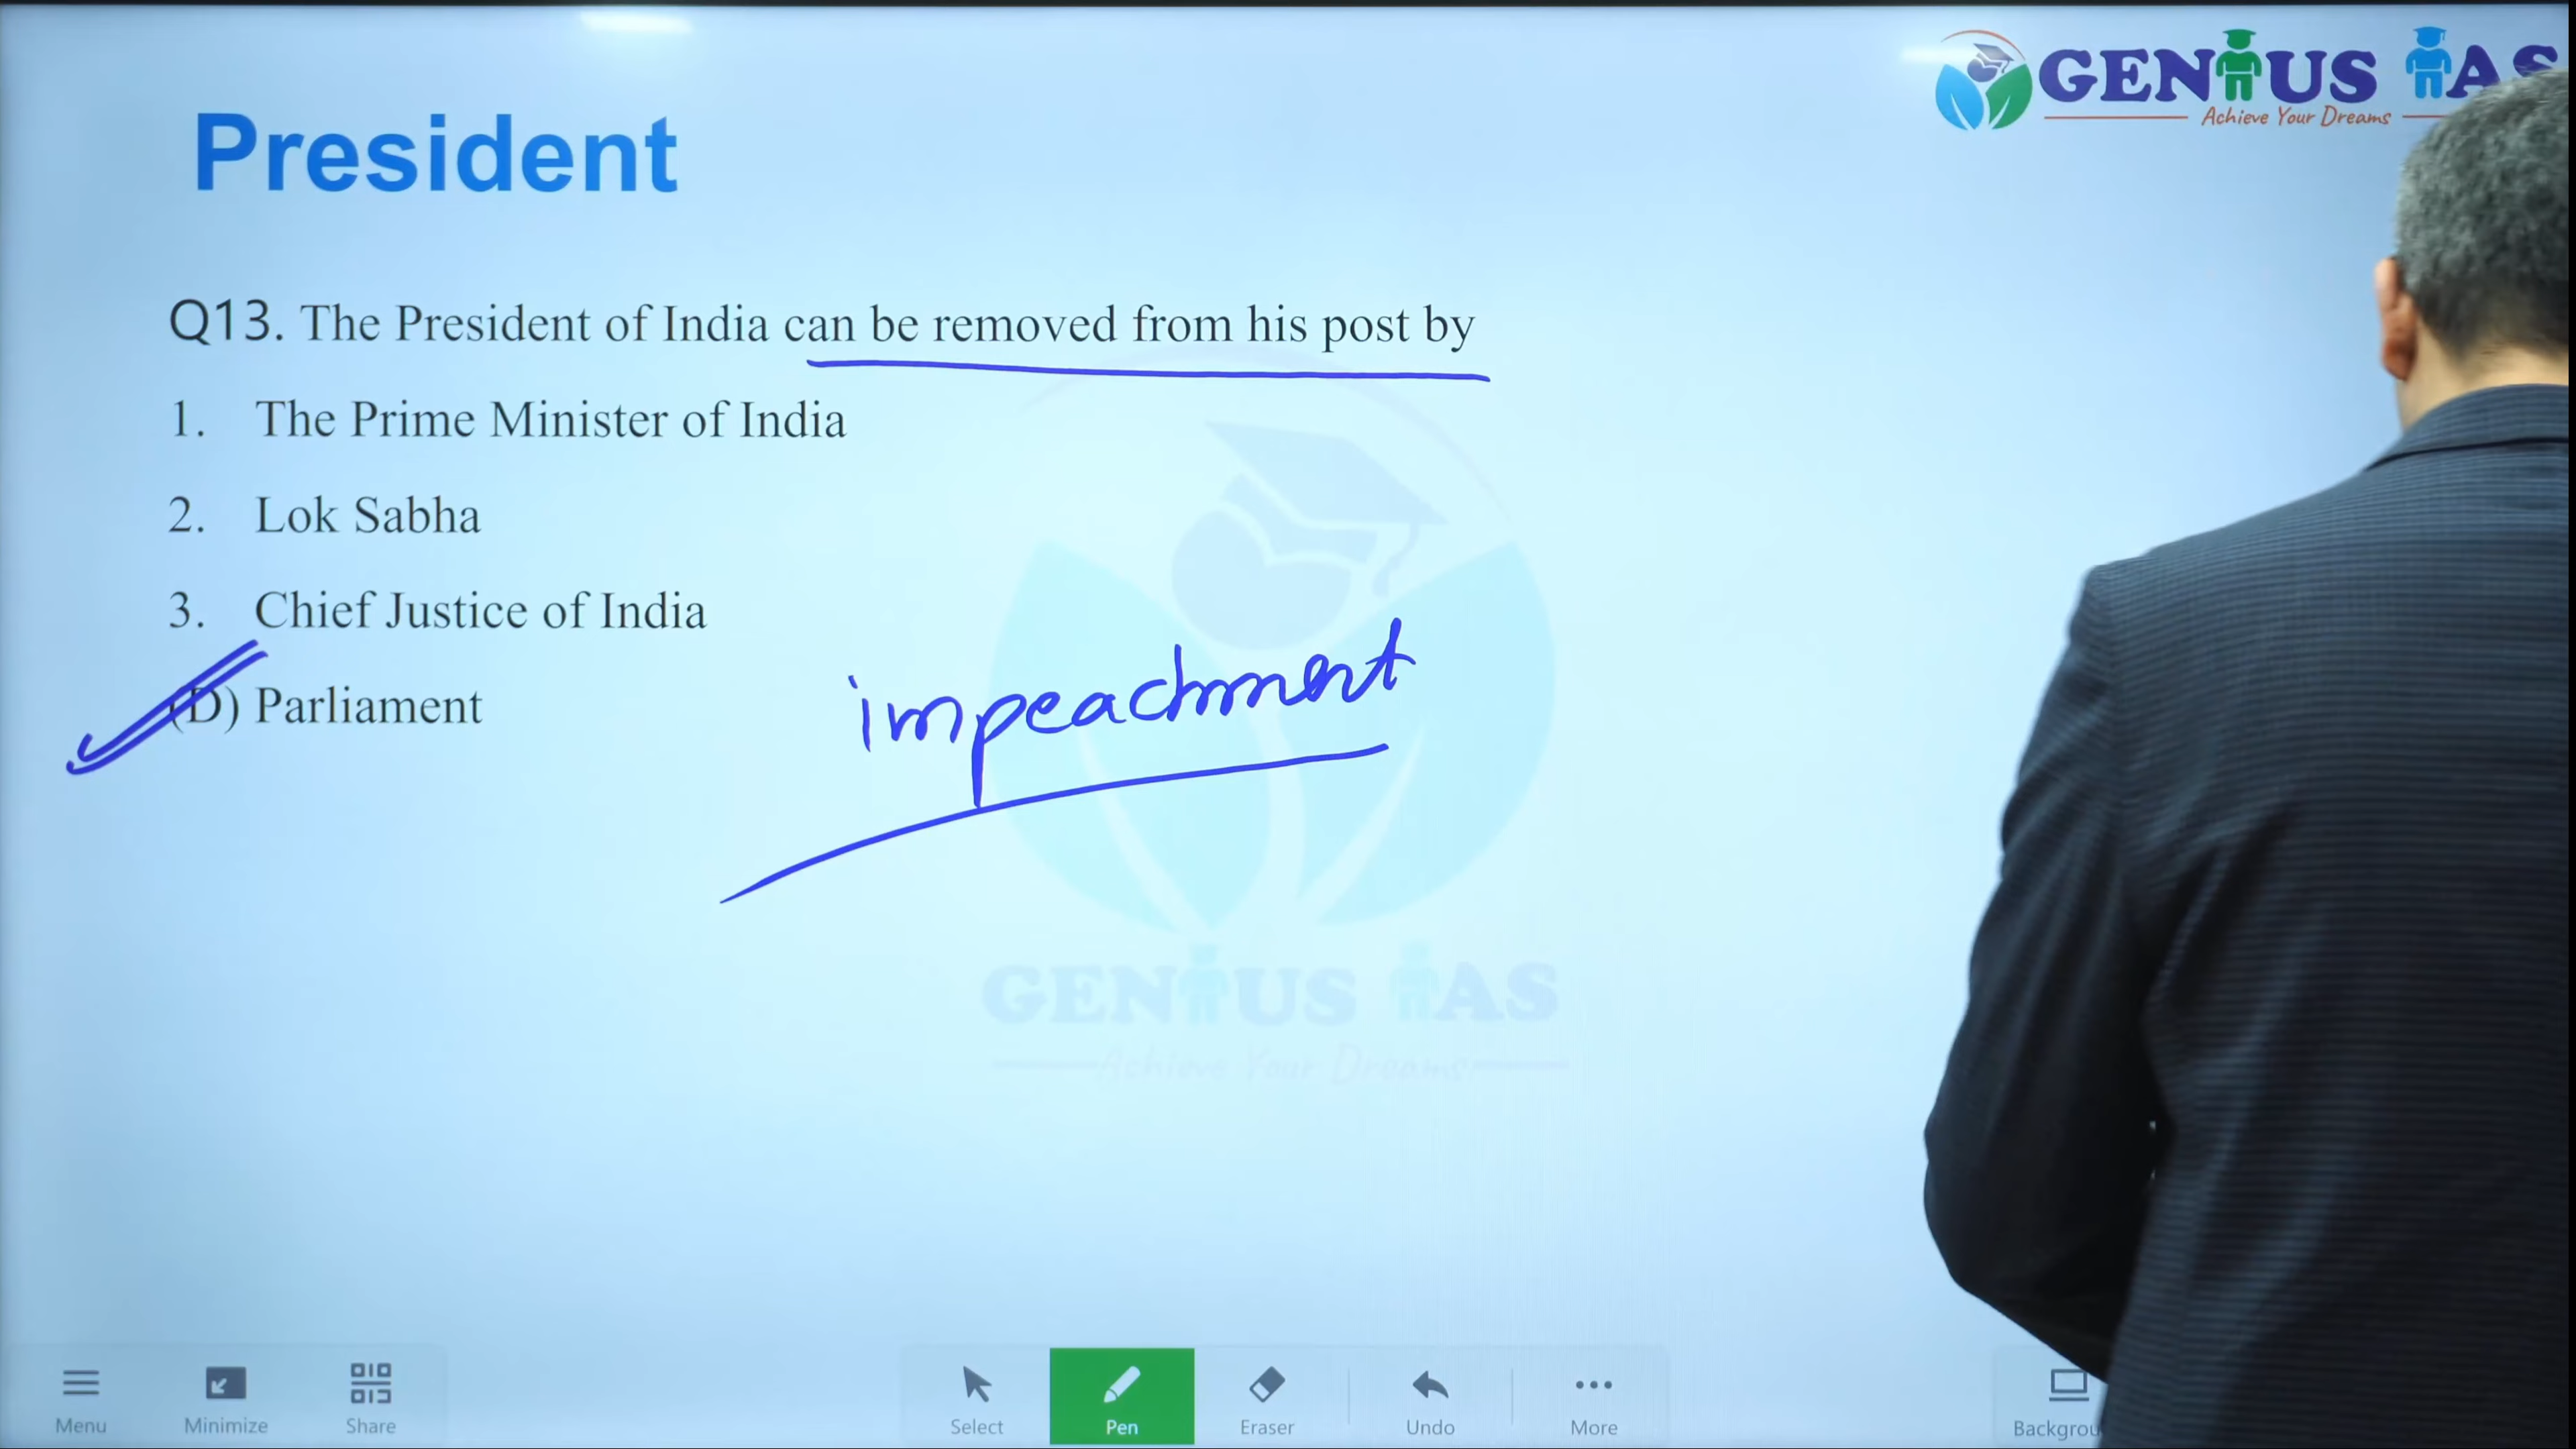 GENIUS IAS
Achieve Your Dreams
President
Q13. The President of India can be removed from his post by
1. The Prime Minister of India
2. Lok Sabha
3. Chief Justice of India
(D) Parliament
impeachment
GENIUS IAS
Achieve Your Dreams
Menu
Minimize
Share
Select
Pen
Eraser
Undo
More
Backgrou